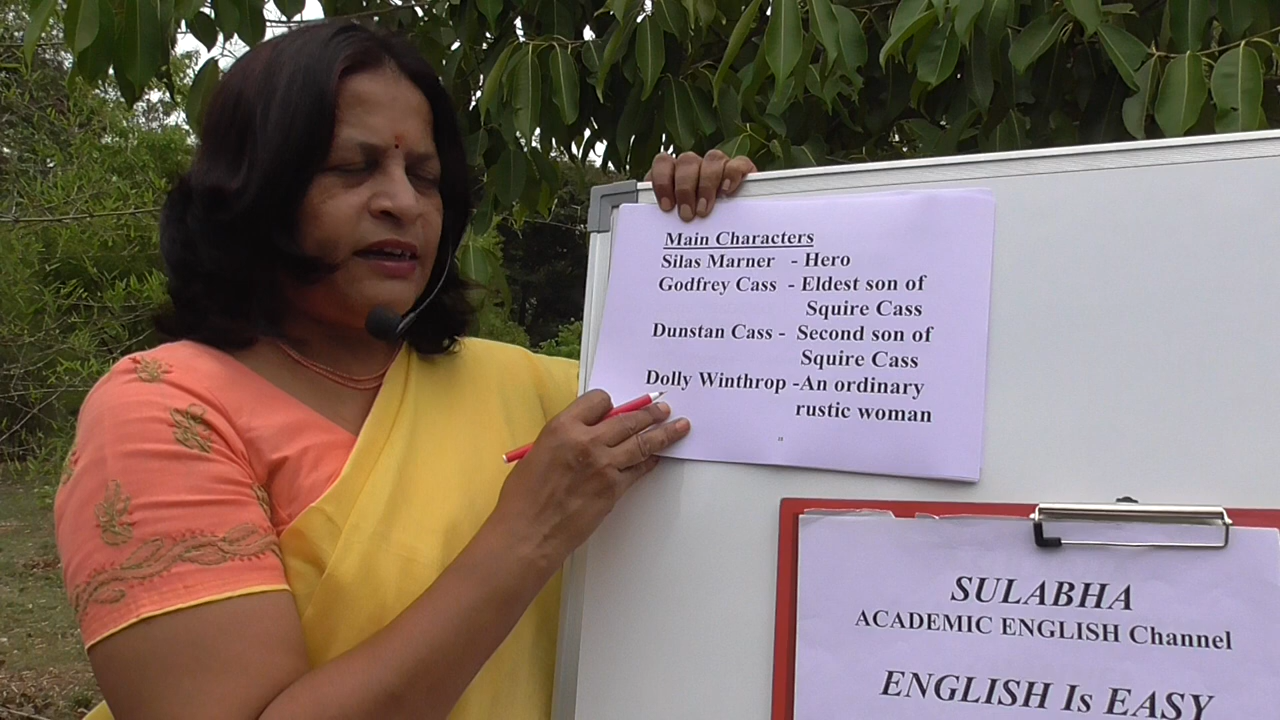 Main Characters
Silas Marner - Hero
Godfrey Cass - Eldest son of
Squire Cass
Dunstan Cass - Second son of
Squire Cass
Dolly Winthrop -An ordinary
rustic woman
SULABHA
ACADEMIC ENGLISH Channel
ENGLISH Is EASY